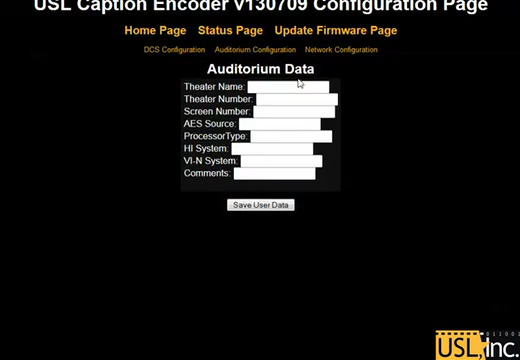 USL Caption Encoder v130709 Configuration Page
Home Page Status Page Update Firmware Page
DCS Configuration Auditorium Configuration Network Configuration
Auditorium Data
Theater Name:
Theater Number:
Screen Number:
AES Source:
ProcessorType:
HI System:
VI-N System:
Comments:
Save User Data
011001
USL, inc.